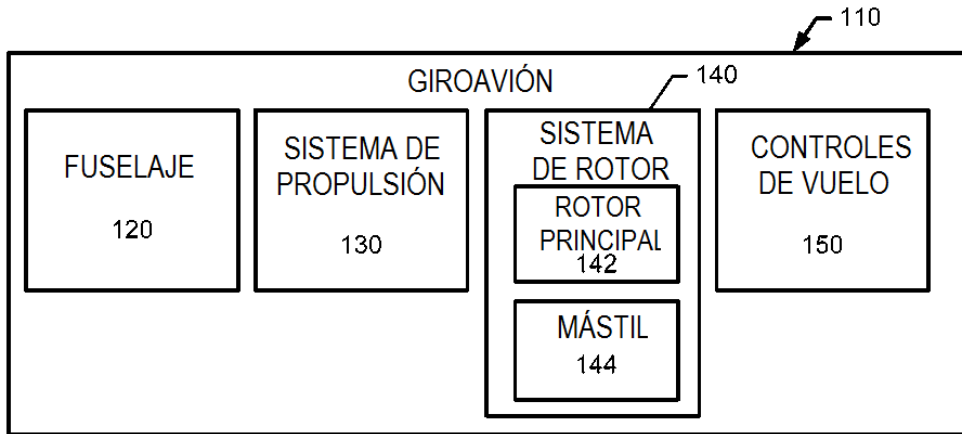 110
GIROAVIÓN
140
FUSELAJE
120
SISTEMA DE
PROPULSIÓN
130
SISTEMA
DE ROTOR
ROTOR
PRINCIPAL
142
MÁSTIL
144
CONTROLES
DE VUELO
150